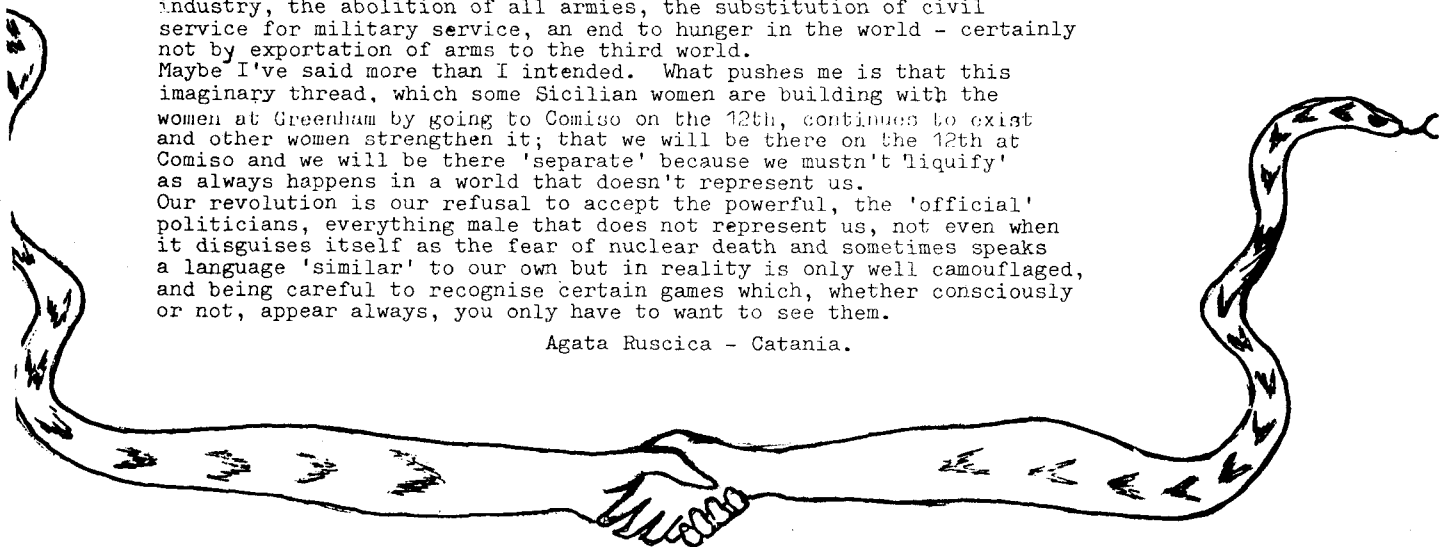 industry, the abolition of all armies, the substitution of civil
service for military service, an end to hunger in the world - certainly
not by exportation of arms to the third world.
Maybe I've said more than I intended. What pushes me is that this
imaginary thread, which some Sicilian women are building with the
women at Greenham by going to Comiso on the 12th, continues to exist
and other women strengthen it; that we will be there on the 12th at
Comiso and we will be there 'separate' because we mustn't 'liquify'
as always happens in a world that doesn't represent us.
Our revolution is our refusal to accept the powerful, the 'official'
politicians, everything male that does not represent us, not even when
it disguises itself as the fear of nuclear death and sometimes speaks
a language 'similar' to our own but in reality is only well camouflaged,
and being careful to recognise certain games which, whether consciously
or not, appear always, you only have to want to see them.
Agata Ruscica - Catania.